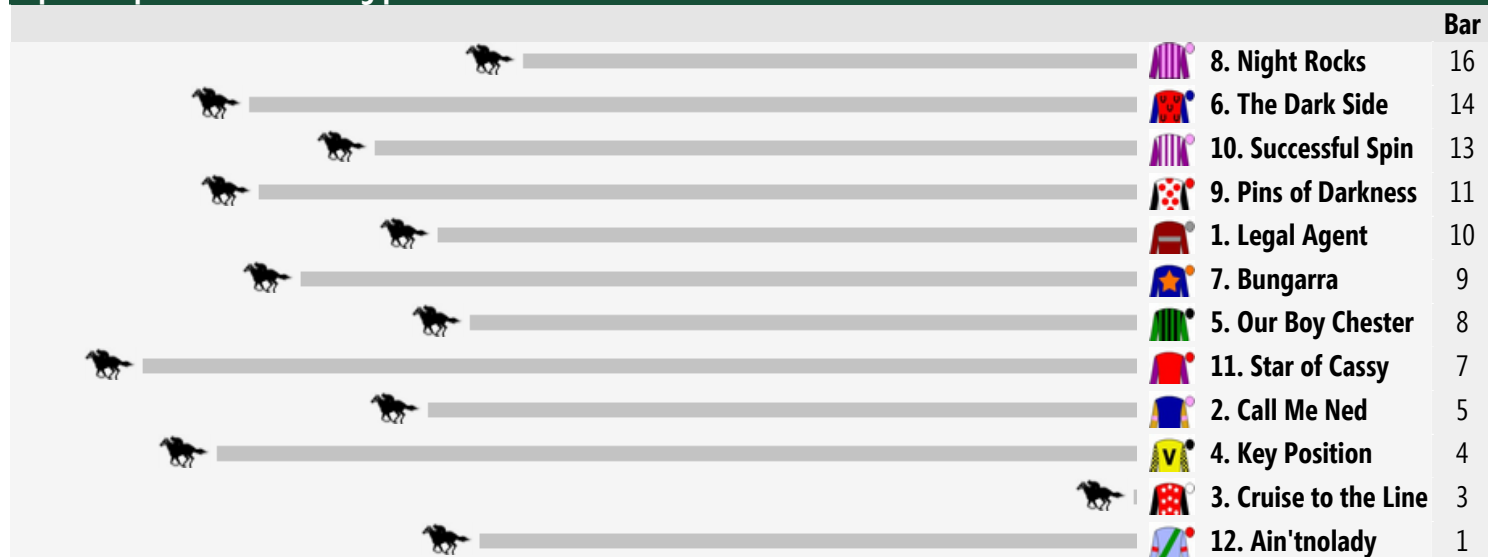 Bar
8. Night Rocks 16
6. The Dark Side 14
10. Successful Spin 13
9. Pins of Darkness 11
1. Legal Agent 10
7. Bungarra 9
5. Our Boy Chester 8
11. Star of Cassy 7
2. Call Me Ned 5
V 4. Key Position 4
3. Cruise to the Line 3
12. Ain'tnolady 1